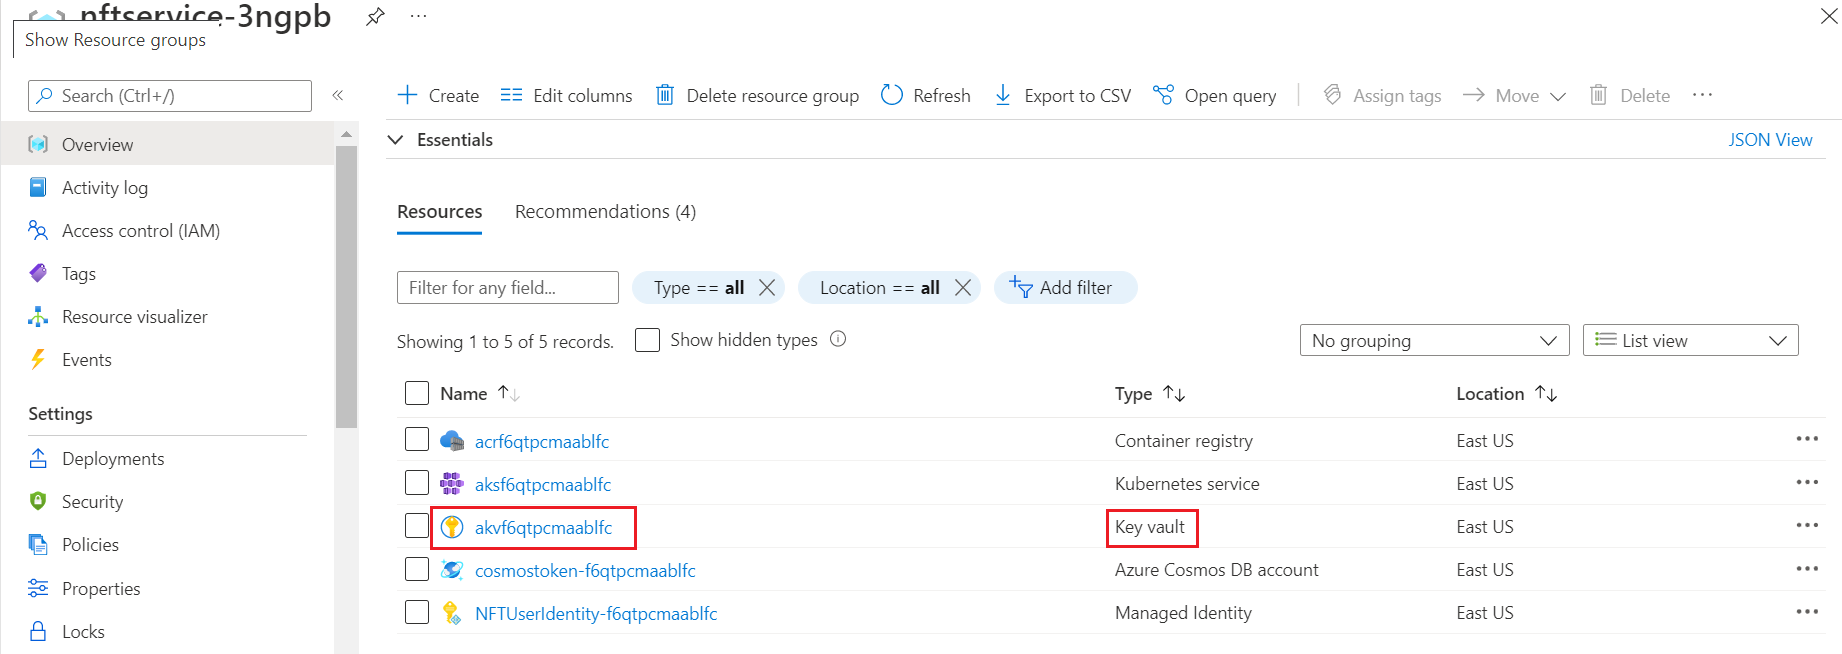 nftservice-3ngpb
Show Resource groups
Search (Ctrl+/)
Overview
Activity log
Access control (IAM)
Tags
Resource visualizer
Events
Settings
Deployments
Security
Policies
Properties
Locks
Create Edit columns Delete resource group Refresh Export to CSV Open query Assign tags Move Delete
Essentials JSON View
Resources Recommendations (4)
Filter for any field... Type == all Location == all Add filter
Showing 1 to 5 of 5 records. Show hidden types No grouping List view
Name Type Location
acrf6qtpcmaablfc Container registry East US
aksf6qtpcmaablfc Kubernetes service East US
akvf6qtpcmaablfc Key vault East US
cosmostoken-f6qtpcmaablfc Azure Cosmos DB account East US
NFTUserIdentity-f6qtpcmaablfc Managed Identity East US